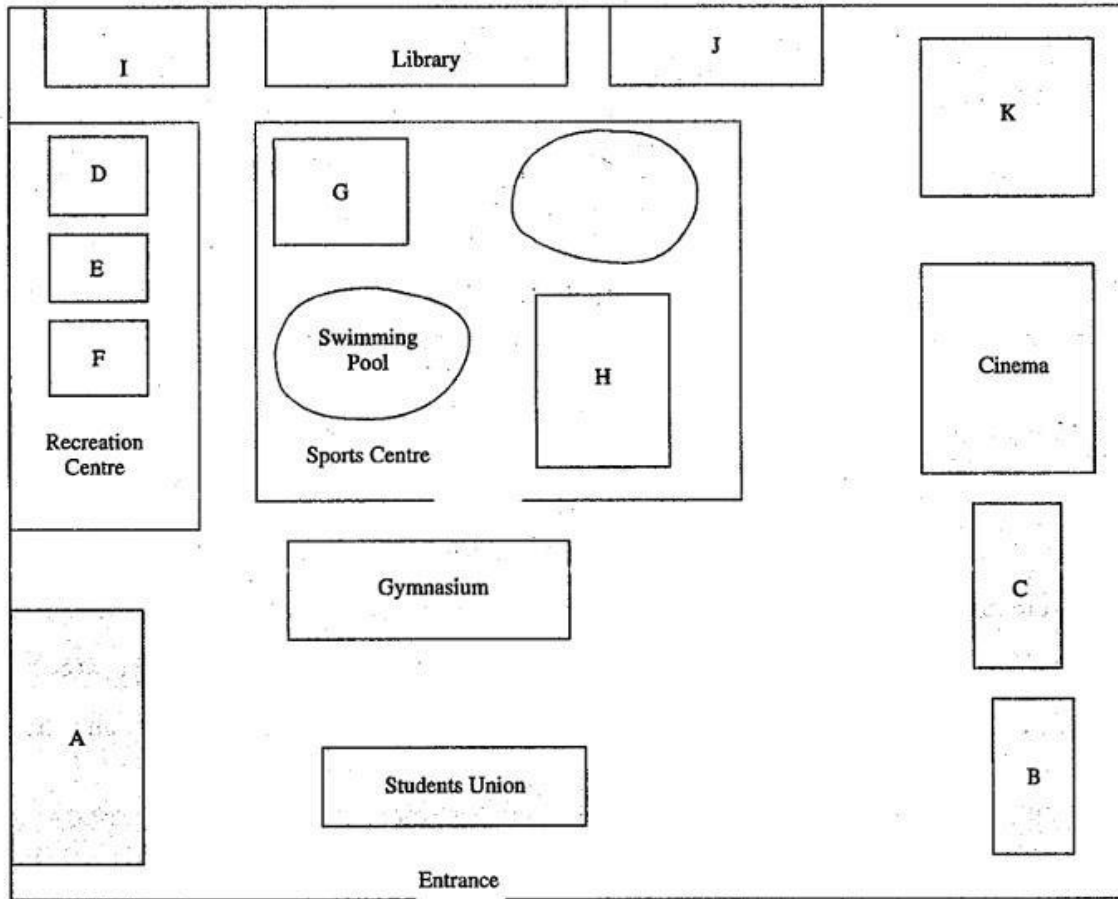 I
Library
J
K
D
G
E
F
Swimming
Pool
H
Cinema
Recreation
Centre
Sports Centre
Gymnasium
C
A
Students Union
B
Entrance